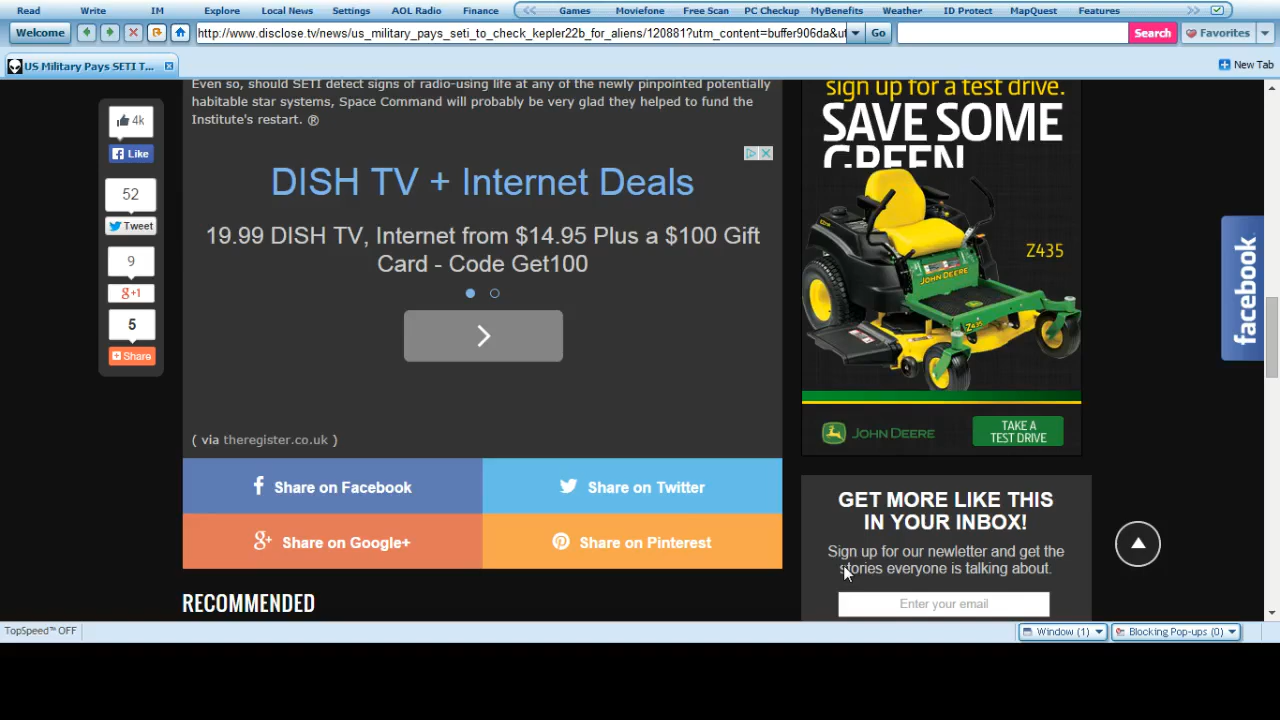 Read Write IM Explore Local News Settings AOL Radio Finance Games Moviefone Free Scan PC Checkup MyBenefits Weather ID Protect MapQuest Features
Welcome http://www.disclose.tv/news/us_military_pays_seti_to_check_kepler22b_for_aliens/120881?utm_content=buffer906da&ut Go Search Favorites
US Military Pays SETI T... New Tab
Even so, should SETI detect signs of radio-using life at any of the newly pinpointed potentially
habitable star systems, Space Command will probably be very glad they helped to fund the
Institute's restart. ®
4k
Like
52
Tweet
9
g+1
5
Share
DISH TV + Internet Deals
19.99 DISH TV, Internet from $14.95 Plus a $100 Gift
Card - Code Get100
( via theregister.co.uk )
Share on Facebook
Share on Twitter
Share on Google+
Share on Pinterest
RECOMMENDED
sign up for a test drive.
SAVE SOME
GREEN
Z435
JOHN DEERE
Z435
JOHN DEERE
TAKE A
TEST DRIVE
GET MORE LIKE THIS
IN YOUR INBOX!
Sign up for our newletter and get the
stories everyone is talking about.
Enter your email
facebook
TopSpeed™ OFF Window (1) Blocking Pop-ups (0)